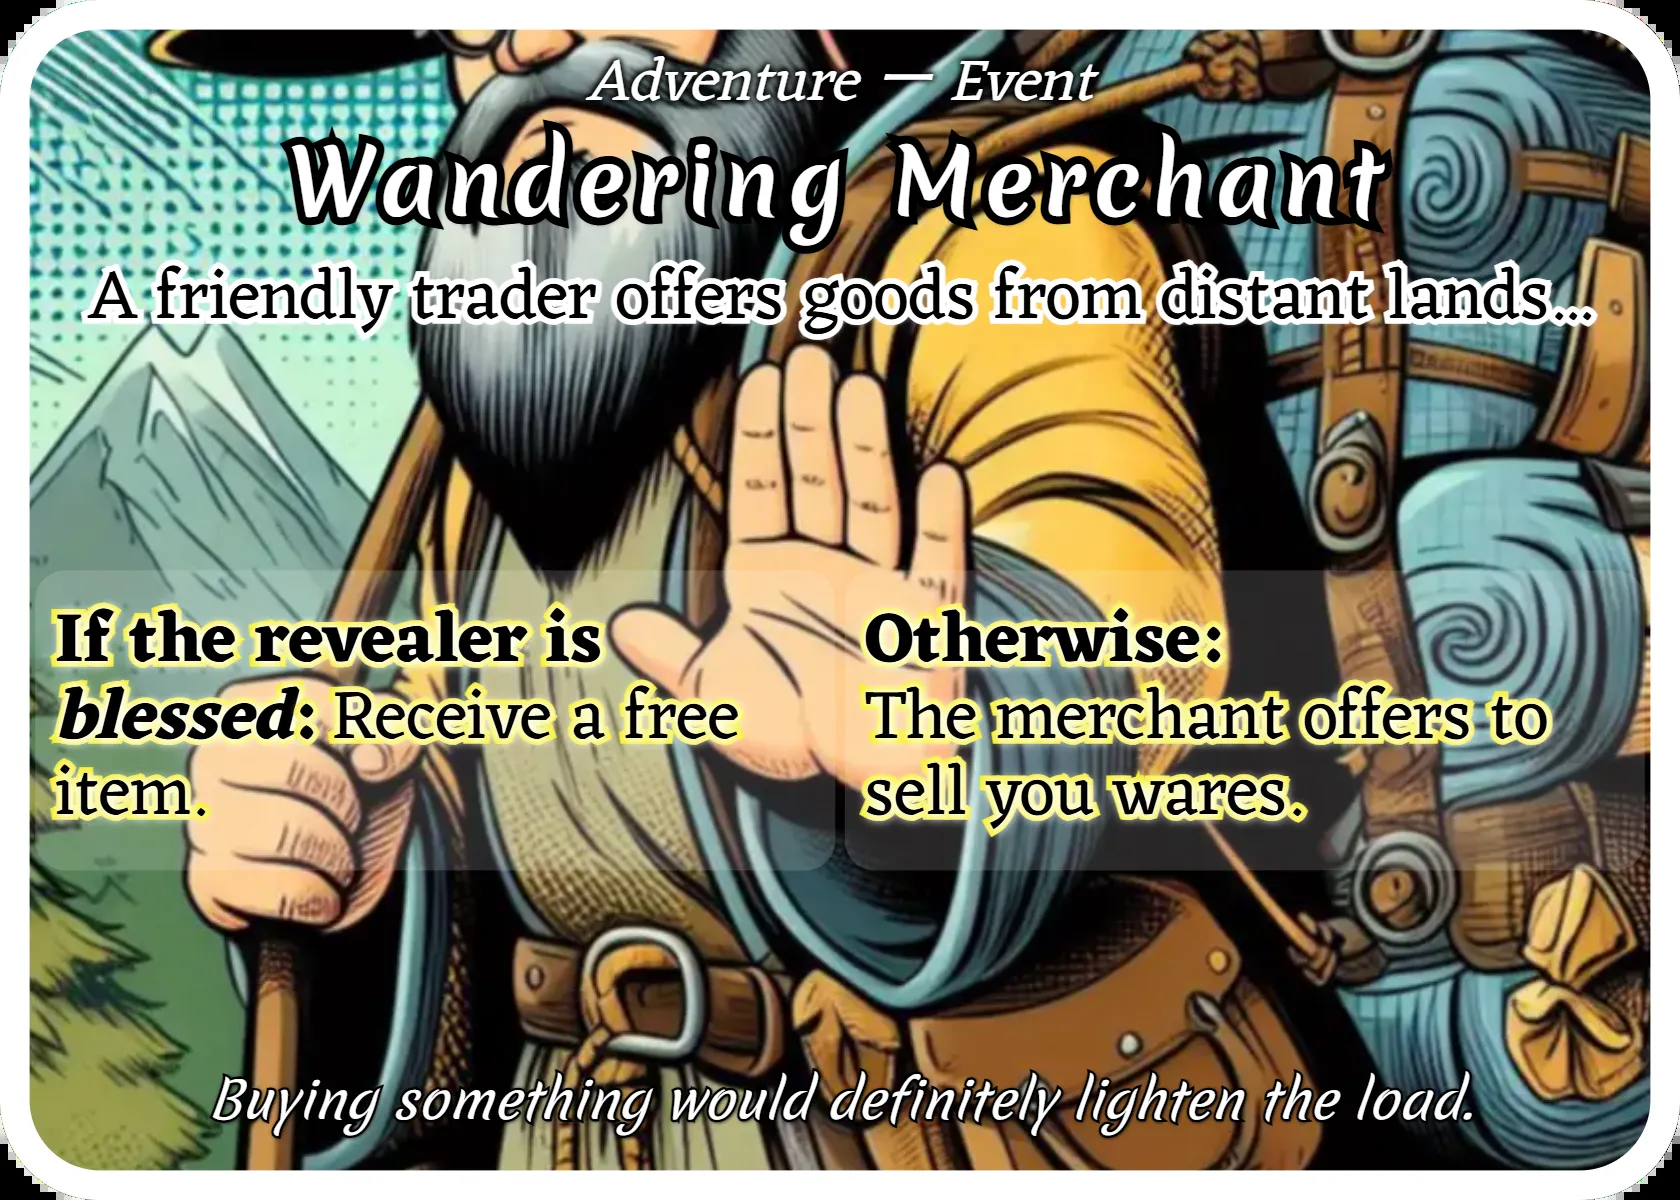 Adventure — Event
Wandering Merchant
A friendly trader offers goods from distant lands...
If the revealer is
blessed: Receive a free
item.
Otherwise:
The merchant offers to
sell you wares.
Buying something would definitely lighten the load.